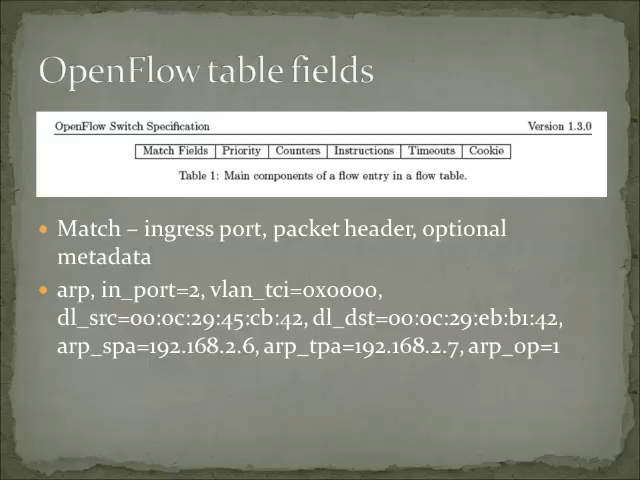 OpenFlow table fields
OpenFlow Switch Specification Version 1.3.0
Match Fields Priority Counters Instructions Timeouts Cookie
Table 1: Main components of a flow entry in a flow table.
• Match – ingress port, packet header, optional
metadata
• arp, in_port=2, vlan_tci=0x0000,
dl_src=00:0c:29:45:cb:42, dl_dst=00:0c:29:eb:b1:42,
arp_spa=192.168.2.6, arp_tpa=192.168.2.7, arp_op=1